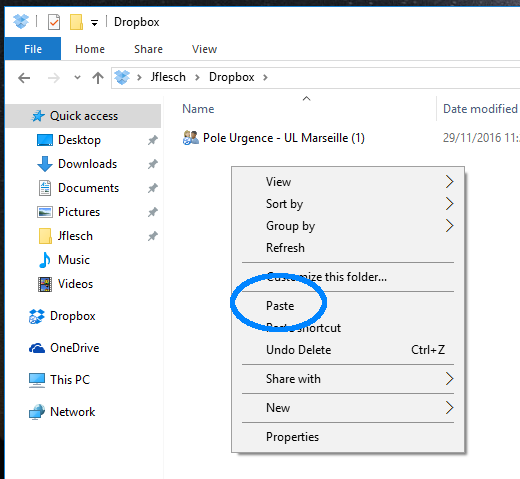 Dropbox
File Home Share View
Jflesch Dropbox
Name Date modified
Quick access
Pole Urgence - UL Marseille (1) 29/11/2016 11:
Desktop
Downloads
Documents
Pictures
Jflesch
Music
Videos
Dropbox
OneDrive
This PC
Network
View
Sort by
Group by
Refresh
Customize this folder...
Paste
Paste shortcut
Undo Delete Ctrl+Z
Share with
New
Properties